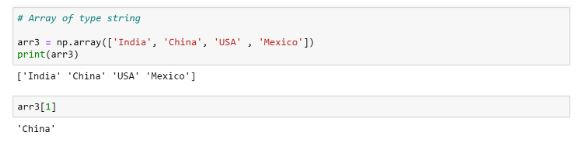 # Array of type string
arr3 = np.array(['India', 'China', 'USA' , 'Mexico'])
print(arr3)
['India' 'China' 'USA' 'Mexico']
arr3[1]
'China'